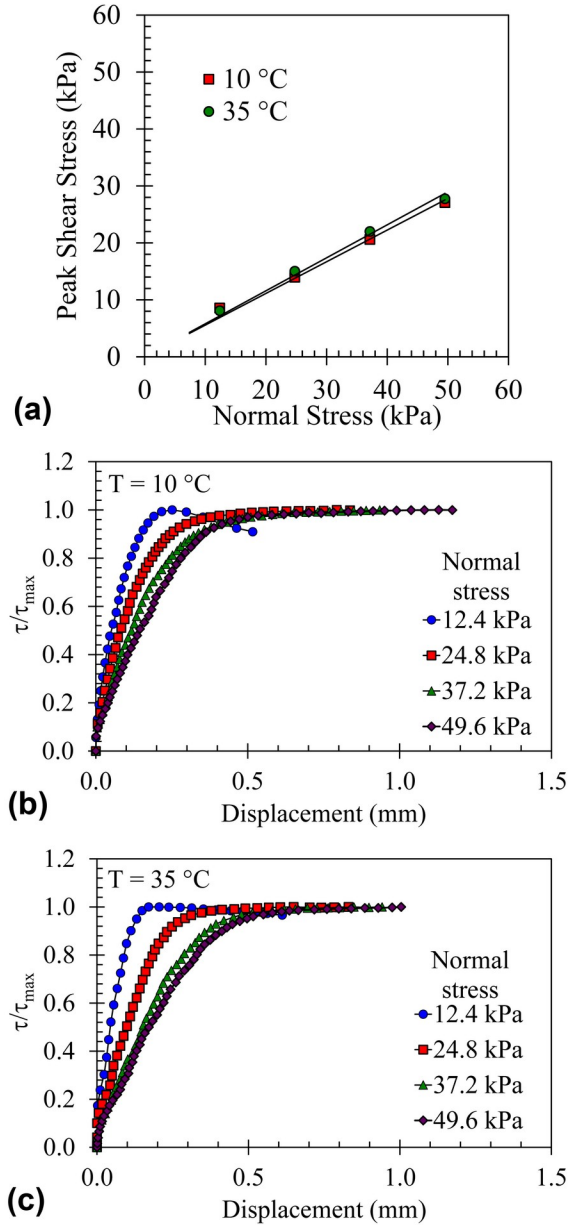 60
50
40
30
20
10
0
Peak Shear Stress (kPa)
10 °C
35 °C
0 10 20 30 40 50 60
Normal Stress (kPa)
(a)
1.2
1.0
0.8
0.6
0.4
0.2
0.0
τ/τmax
T = 10 °C
Normal
stress
12.4 kPa
24.8 kPa
37.2 kPa
49.6 kPa
0.0 0.5 1.0 1.5
Displacement (mm)
(b)
1.2
1.0
0.8
0.6
0.4
0.2
0.0
τ/τmax
T = 35 °C
Normal
stress
12.4 kPa
24.8 kPa
37.2 kPa
49.6 kPa
0.0 0.5 1.0 1.5
Displacement (mm)
(c)